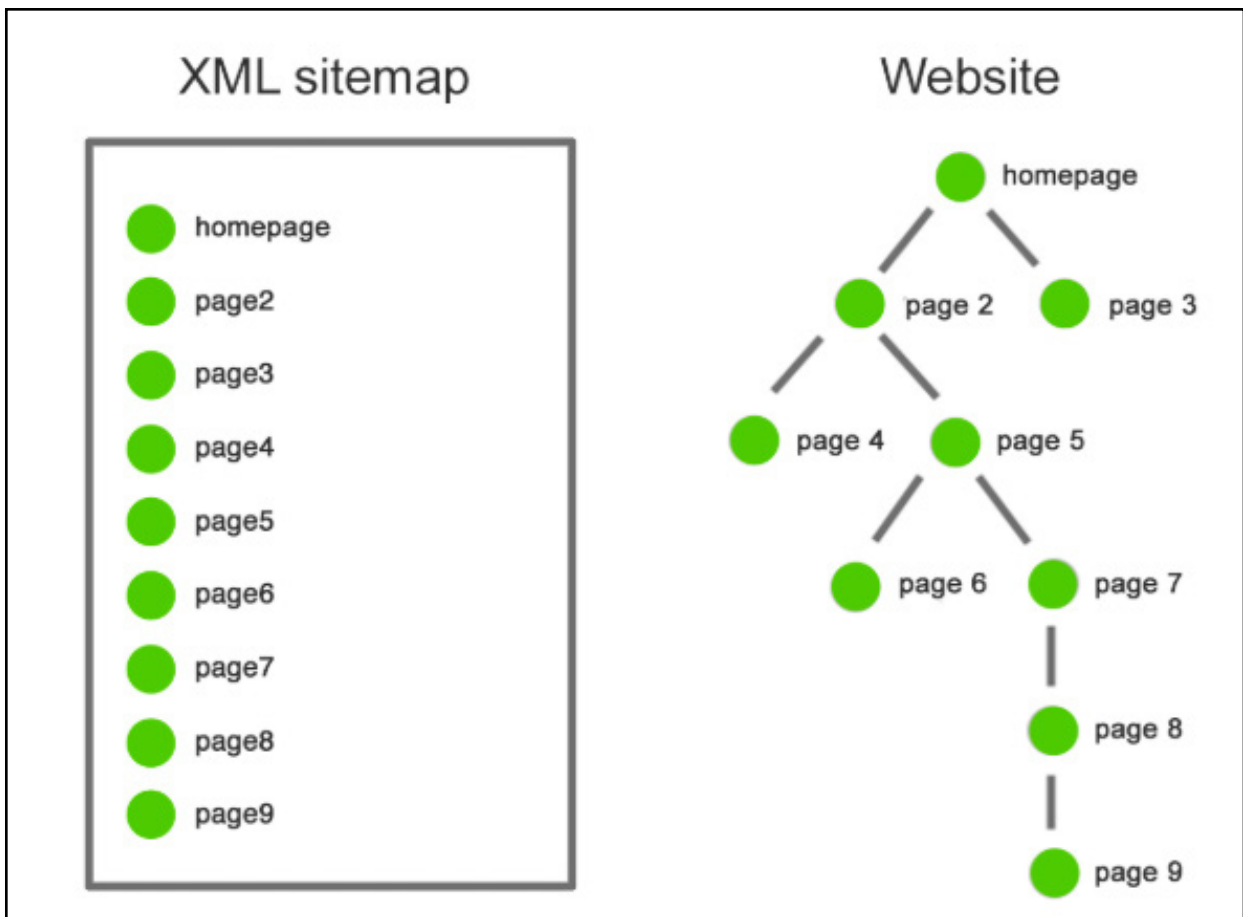 XML sitemap
homepage
page2
page3
page4
page5
page6
page7
page8
page9
Website
homepage
page 2
page 3
page 4
page 5
page 6
page 7
page 8
page 9